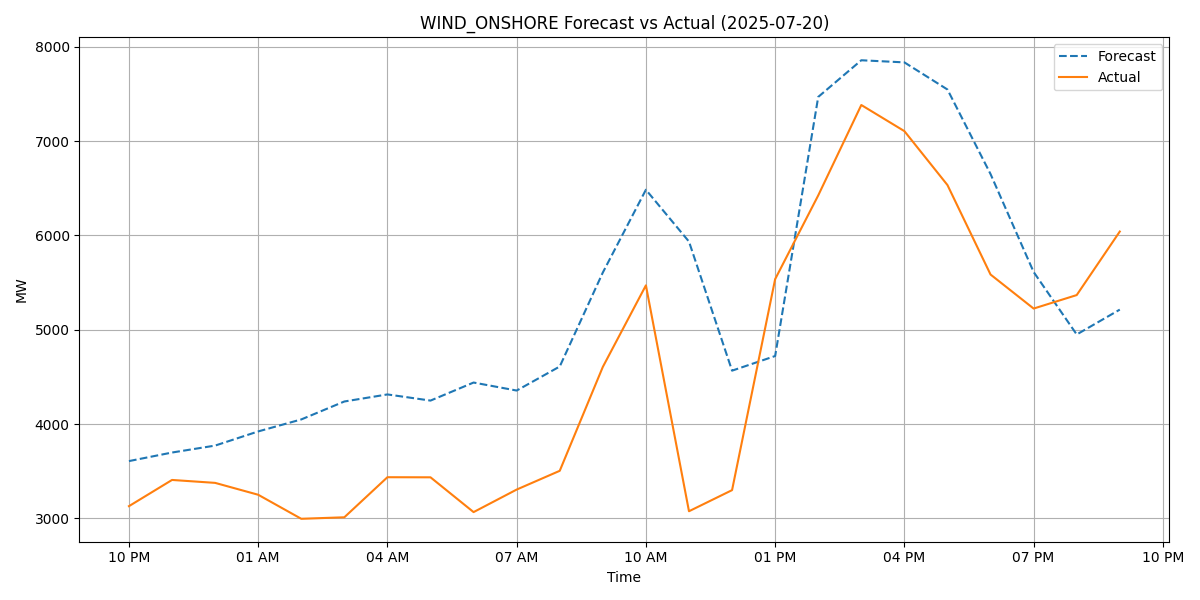 WIND_ONSHORE Forecast vs Actual (2025-07-20)
Forecast
Actual
8000
7000
6000
5000
4000
3000
MW
10 PM 01 AM 04 AM 07 AM 10 AM 01 PM 04 PM 07 PM 10 PM
Time